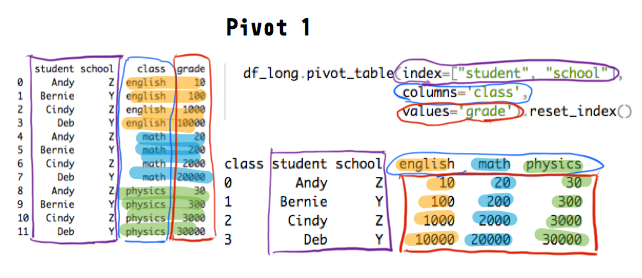 Pivot 1
student school class grade
0 Andy Z english 10
1 Bernie Y english 100
2 Cindy Z english 1000
3 Deb Y english 10000
4 Andy Z math 20
5 Bernie Y math 200
6 Cindy Z math 2000
7 Deb Y math 20000
8 Andy Z physics 30
9 Bernie Y physics 300
10 Cindy Z physics 3000
11 Deb Y physics 30000
df_long.pivot_table(index=["student", "school"],
columns='class',
values='grade').reset_index()
class student school english math physics
0 Andy Z 10 20 30
1 Bernie Y 100 200 300
2 Cindy Z 1000 2000 3000
3 Deb Y 10000 20000 30000